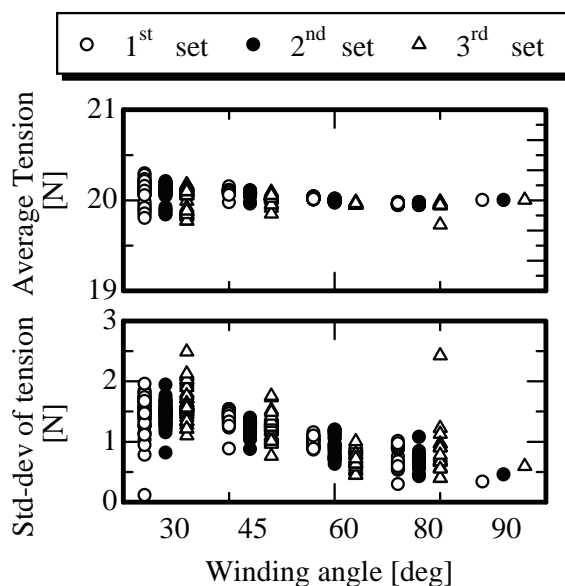 1st set 2nd set 3rd set
Average Tension
[N]
21
20
19
Std-dev of tension
[N]
3
2
1
0
30 45 60 80 90
Winding angle [deg]